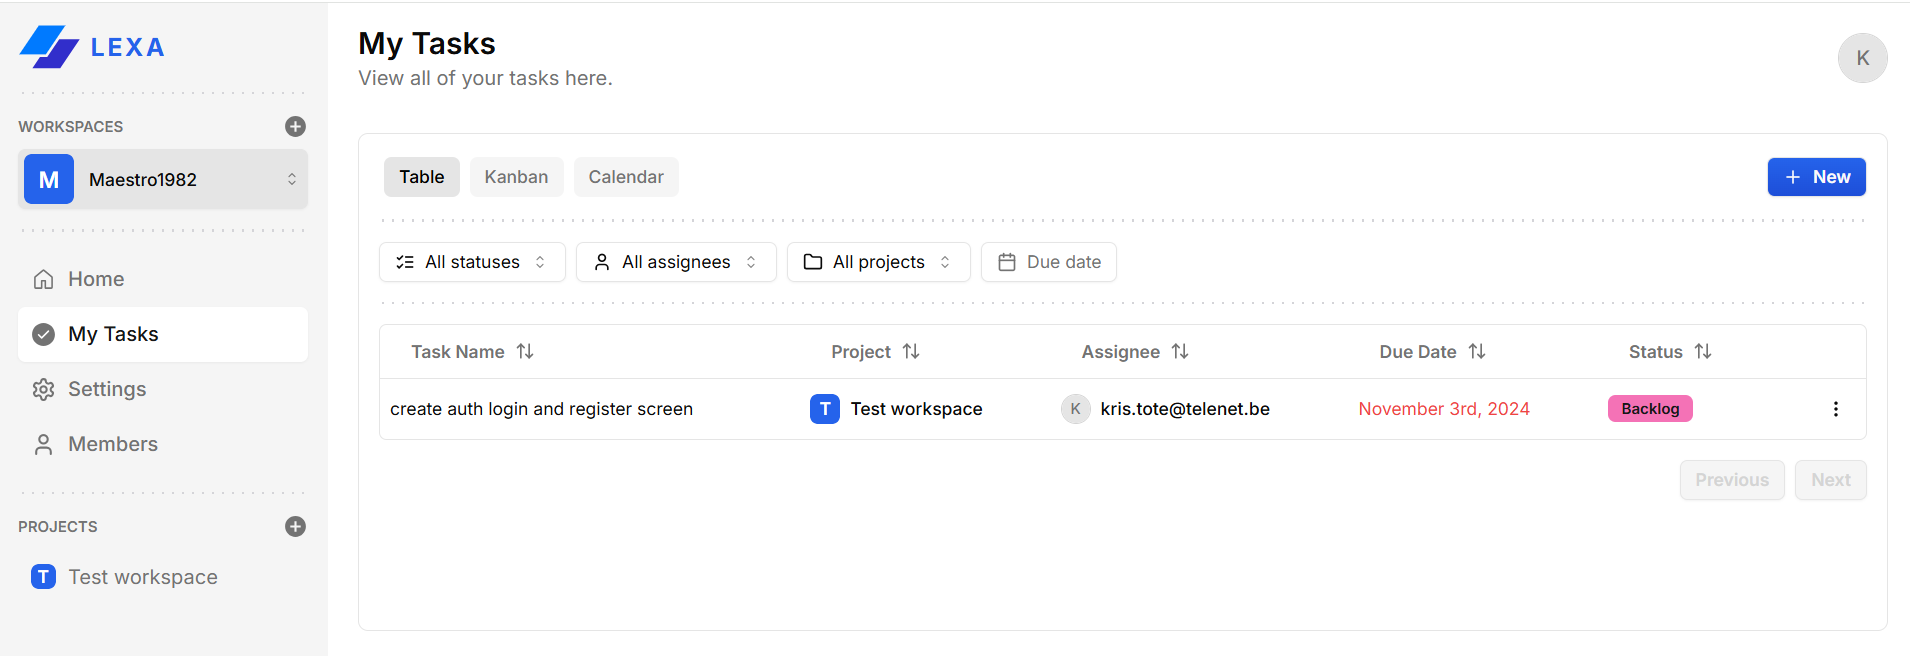 LEXA
WORKSPACES
M Maestro1982
Home
My Tasks
Settings
Members
PROJECTS
T Test workspace
My Tasks
View all of your tasks here.
K
Table Kanban Calendar
+ New
All statuses All assignees All projects Due date
Task Name Project Assignee Due Date Status
create auth login and register screen T Test workspace K kris.tote@telenet.be November 3rd, 2024 Backlog
Previous Next